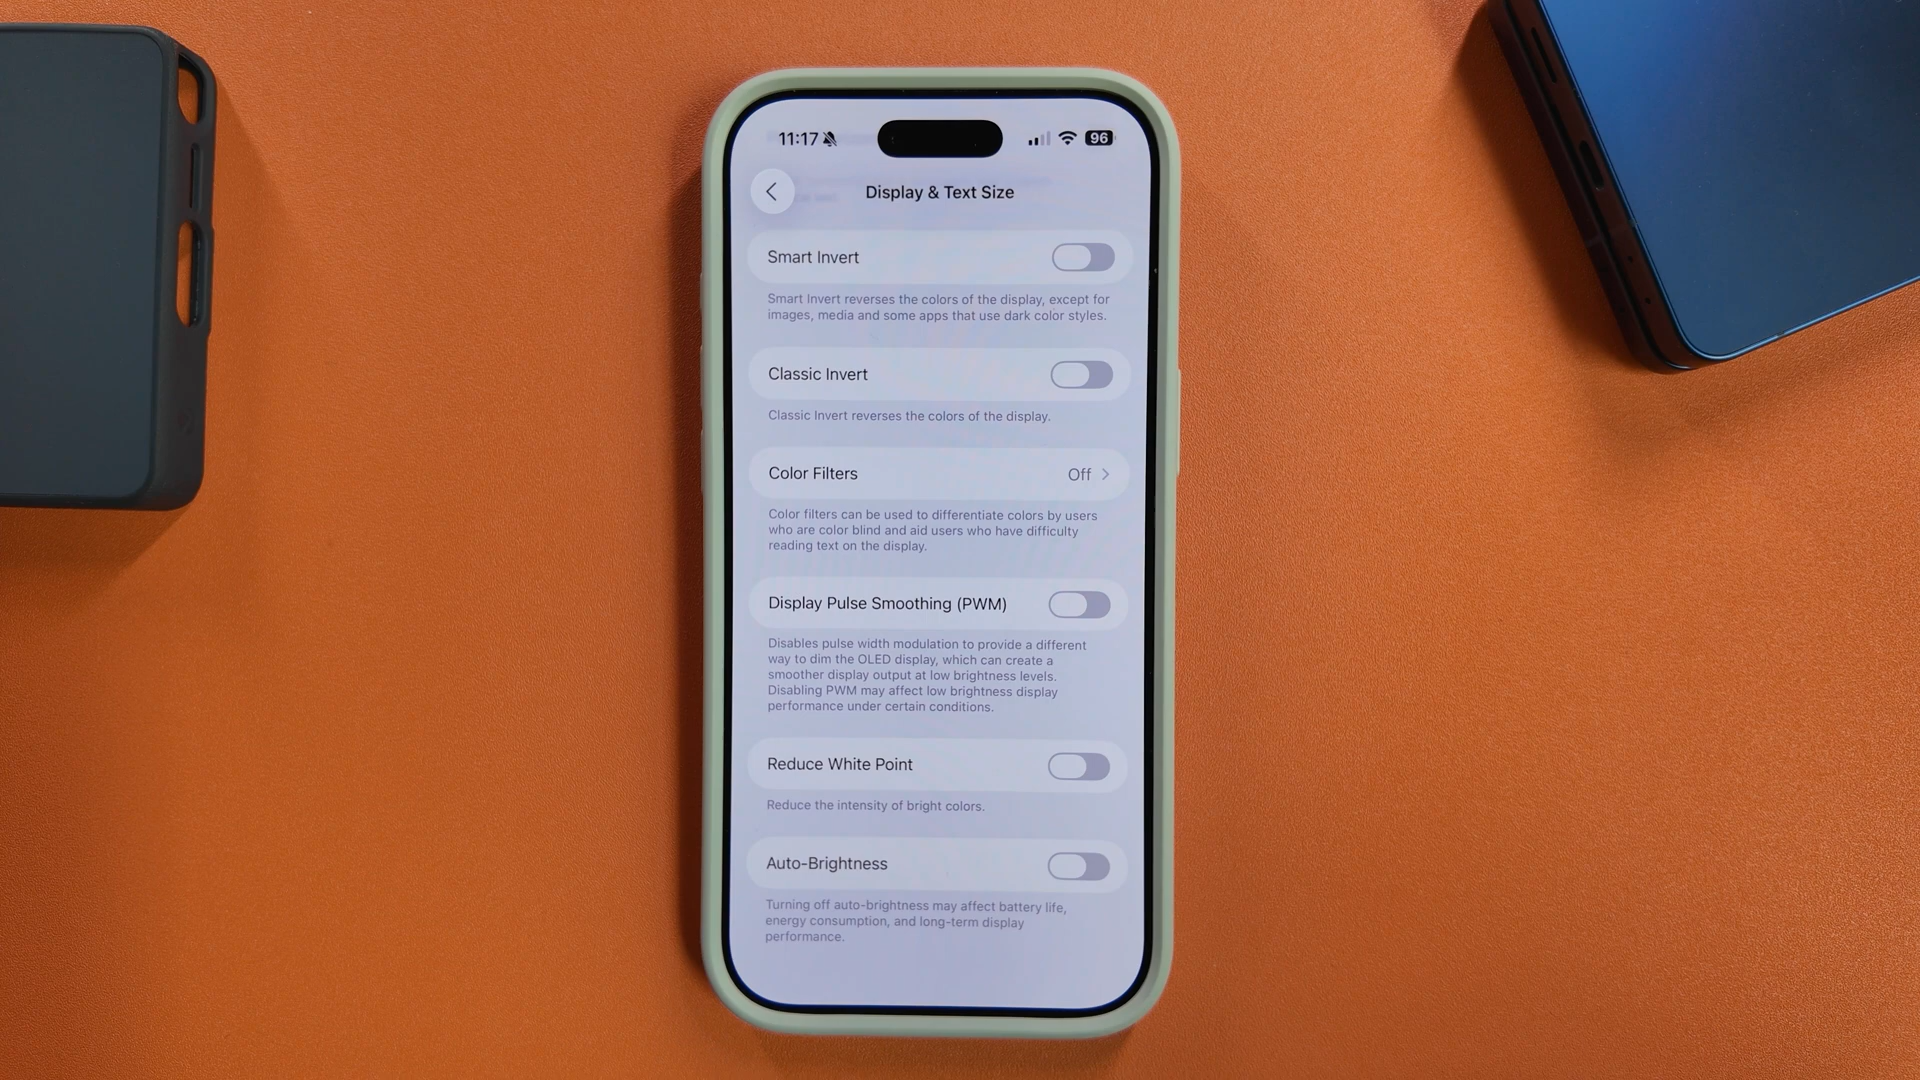 11:17
96
Display & Text Size
Smart Invert
Smart Invert reverses the colors of the display, except for
images, media and some apps that use dark color styles.
Classic Invert
Classic Invert reverses the colors of the display.
Color Filters
Off
Color filters can be used to differentiate colors by users
who are color blind and aid users who have difficulty
reading text on the display.
Display Pulse Smoothing (PWM)
Disables pulse width modulation to provide a different
way to dim the OLED display, which can create a
smoother display output at low brightness levels.
Disabling PWM may affect low brightness display
performance under certain conditions.
Reduce White Point
Reduce the intensity of bright colors.
Auto-Brightness
Turning off auto-brightness may affect battery life,
energy consumption, and long-term display
performance.